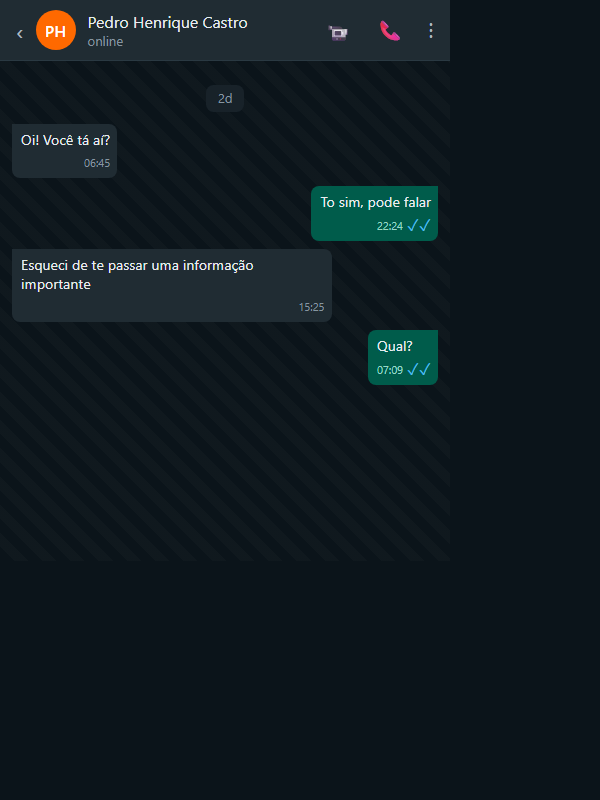 PH
Pedro Henrique Castro
online
2d
Oi! Você tá aí?
06:45
To sim, pode falar
22:24
Esqueci de te passar uma informação
importante
15:25
Qual?
07:09